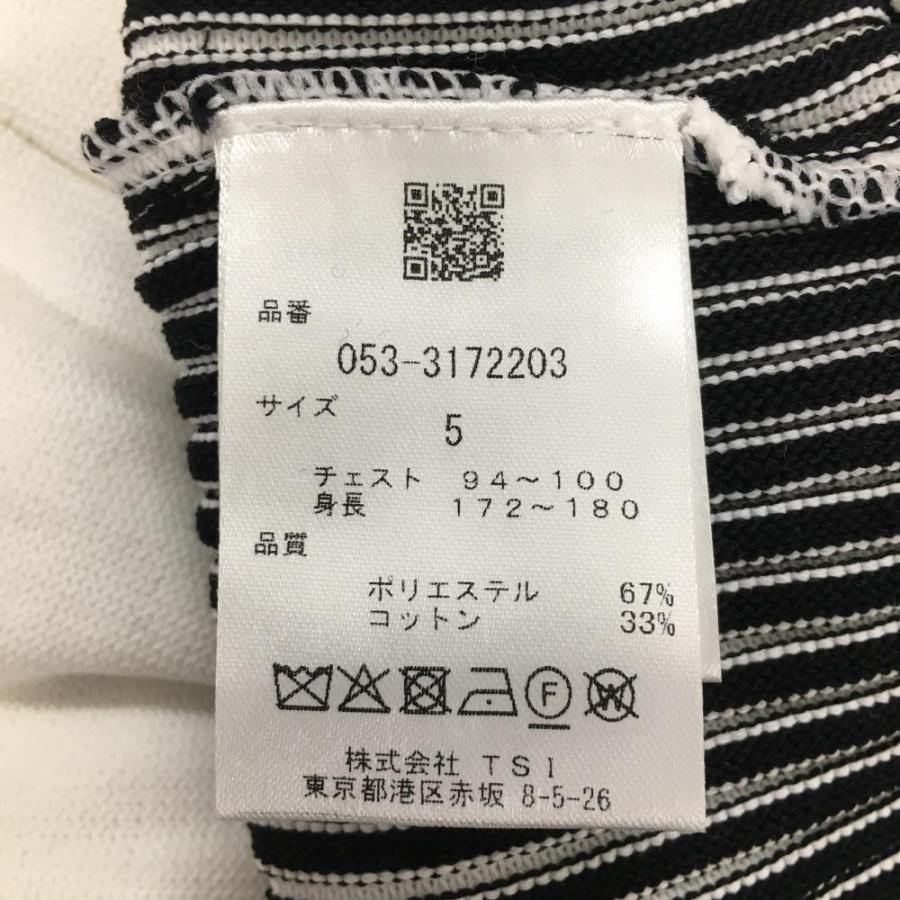 品番
053-3172203
サイズ
5
チェスト 94～100
身長 172～180
品質
ポリエステル 67%
コットン 33%
F
W
株式会社 TSI
東京都港区赤坂 8-5-26